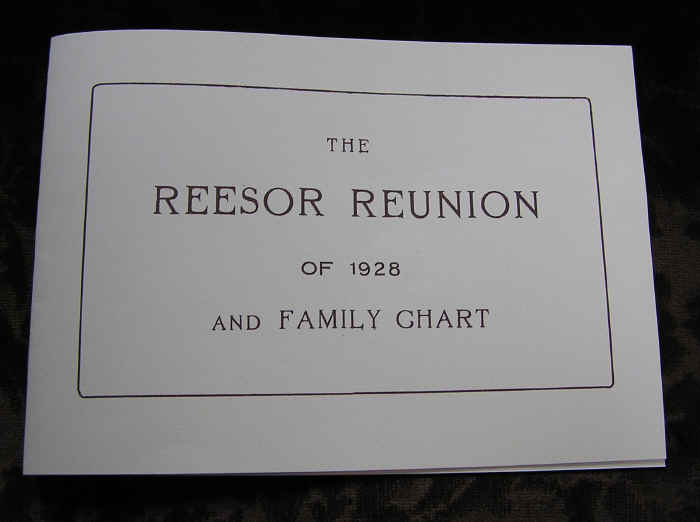 THE
REESOR REUNION
OF 1928
AND FAMILY CHART